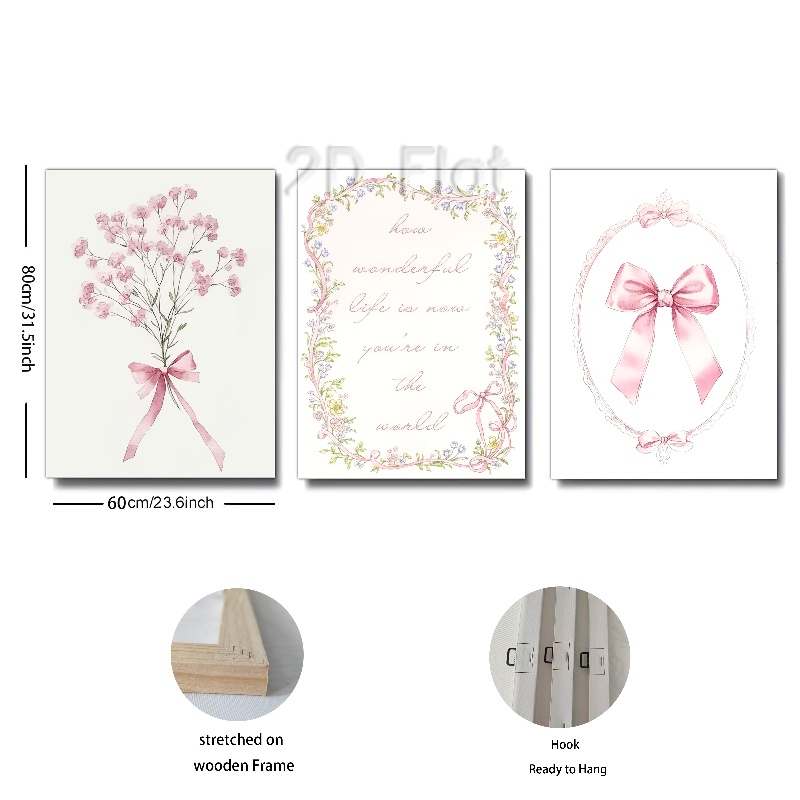 2D Flat
how
wonderful
life is now
you're in
the
world
80cm/31.5inch
60cm/23.6inch
stretched on
wooden Frame
Hook
Ready to Hang